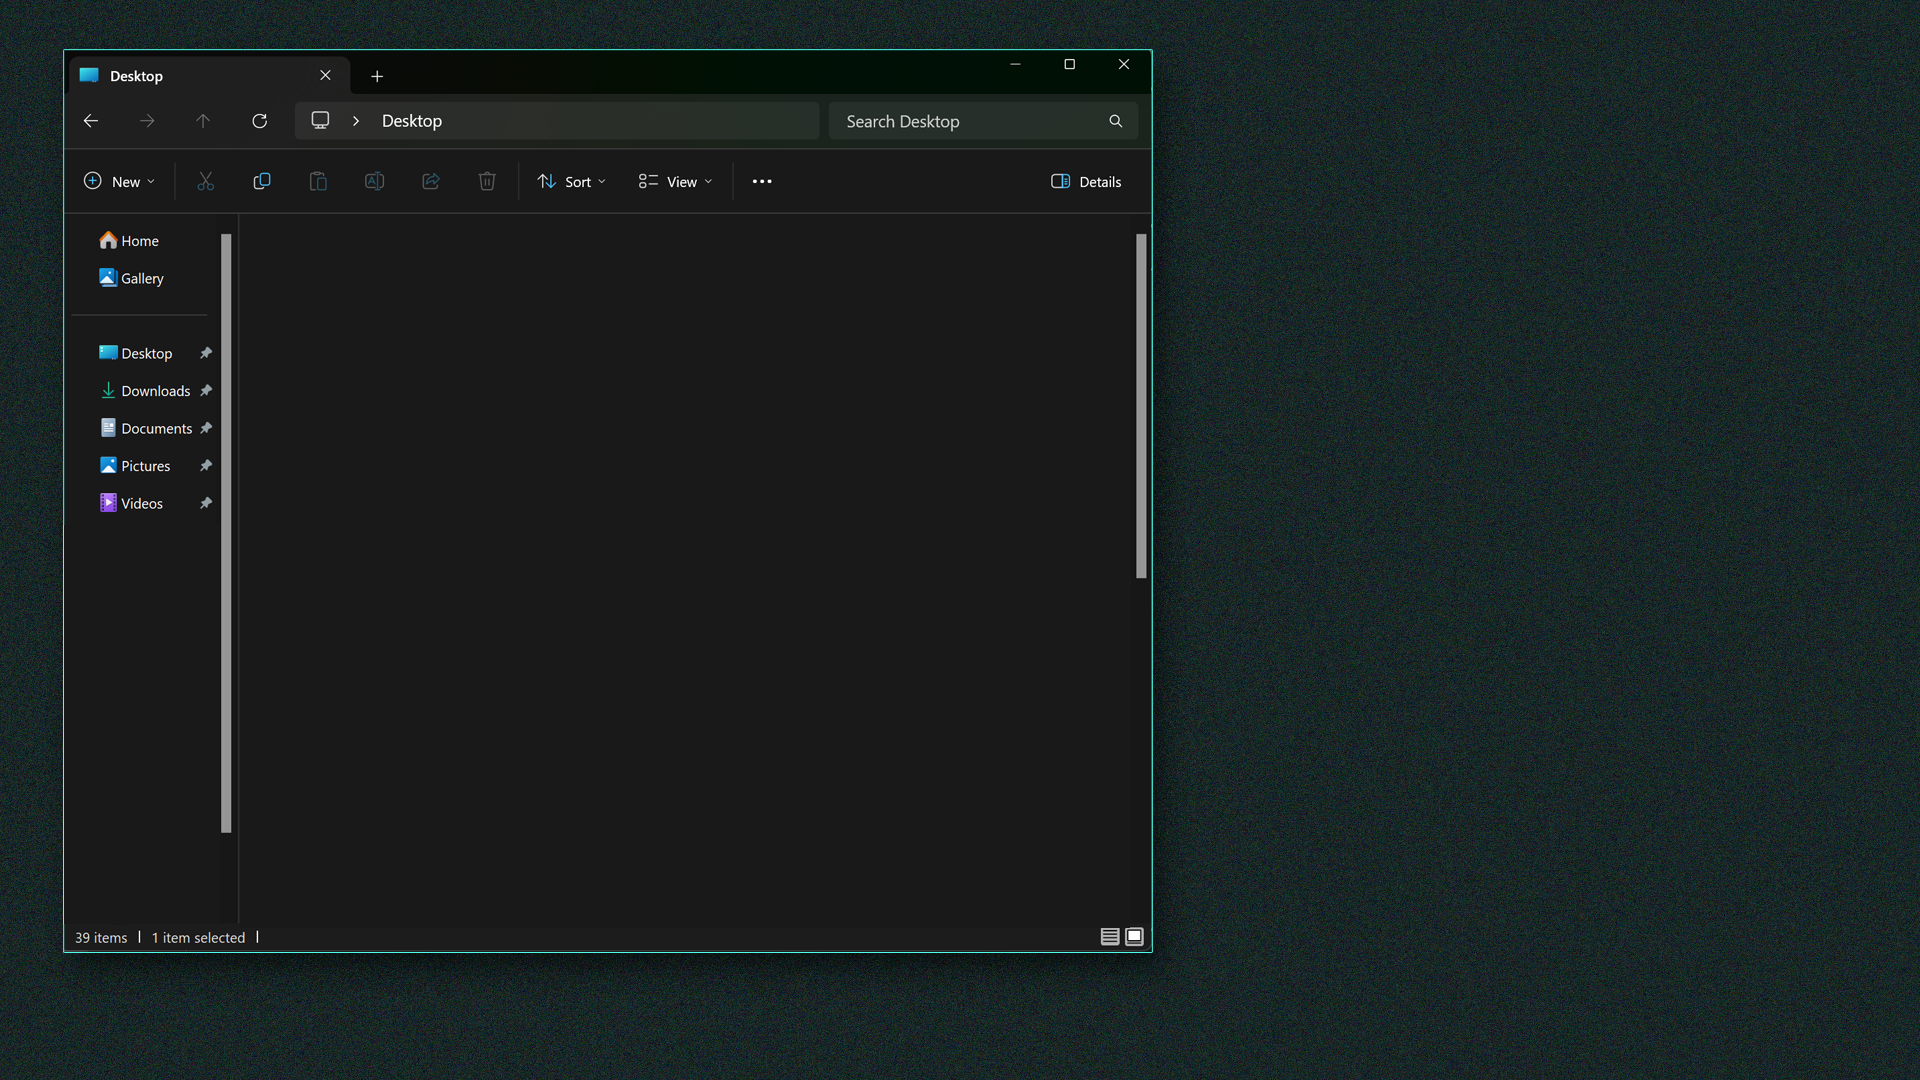 Desktop
Desktop
Search Desktop
New
Sort
View
Details
Home
Gallery
Desktop
Downloads
Documents
Pictures
Videos
39 items
1 item selected